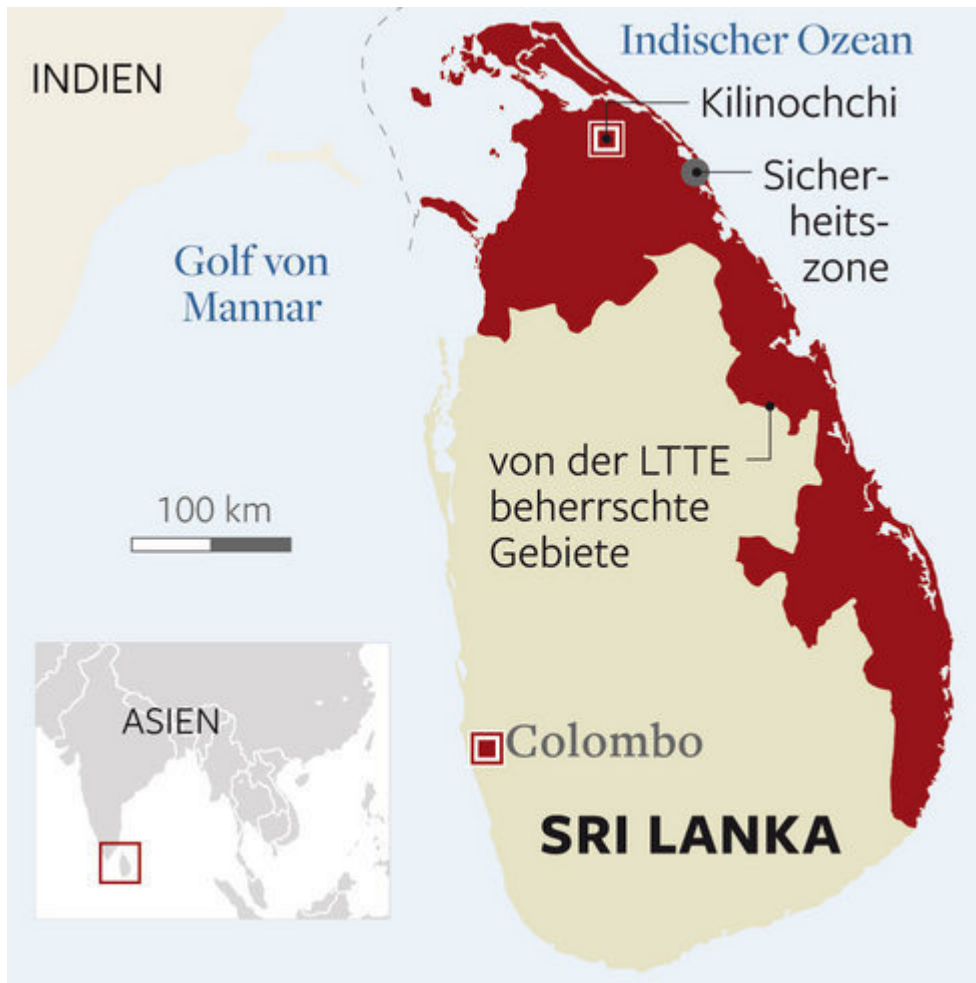 INDIEN
Indischer Ozean
Kilinochchi
Sicher-
heits-
zone
Golf von
Mannar
von der LTTE
beherrschte
Gebiete
100 km
ASIEN
Colombo
SRI LANKA